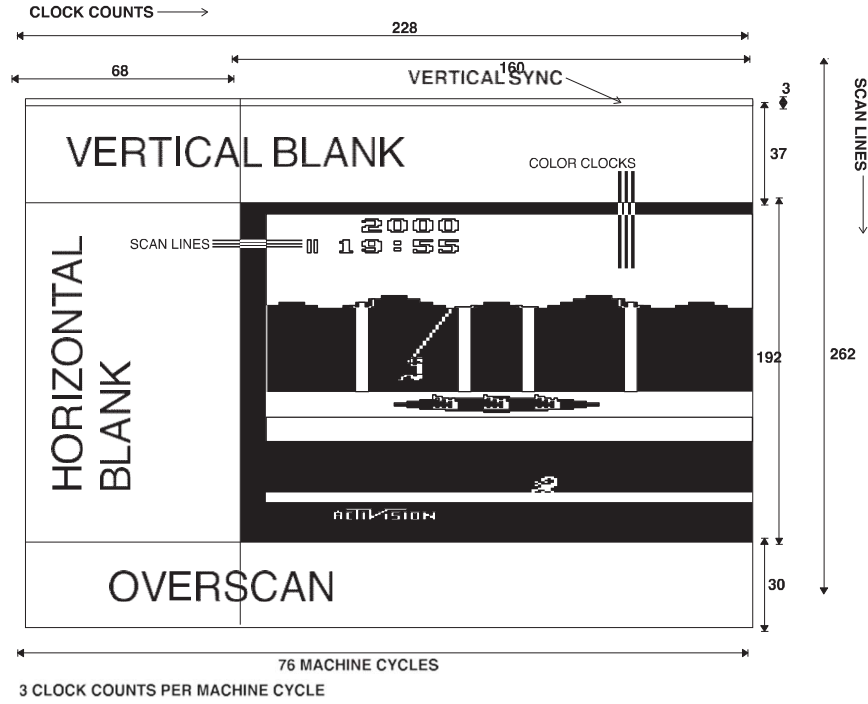 CLOCK COUNTS
228
68
160
VERTICAL SYNC
3
SCAN LINES
VERTICAL BLANK
37
COLOR CLOCKS
2000
SCAN LINES
19:55
HORIZONTAL
BLANK
192
262
ACTIVISION
OVERSCAN
30
76 MACHINE CYCLES
3 CLOCK COUNTS PER MACHINE CYCLE